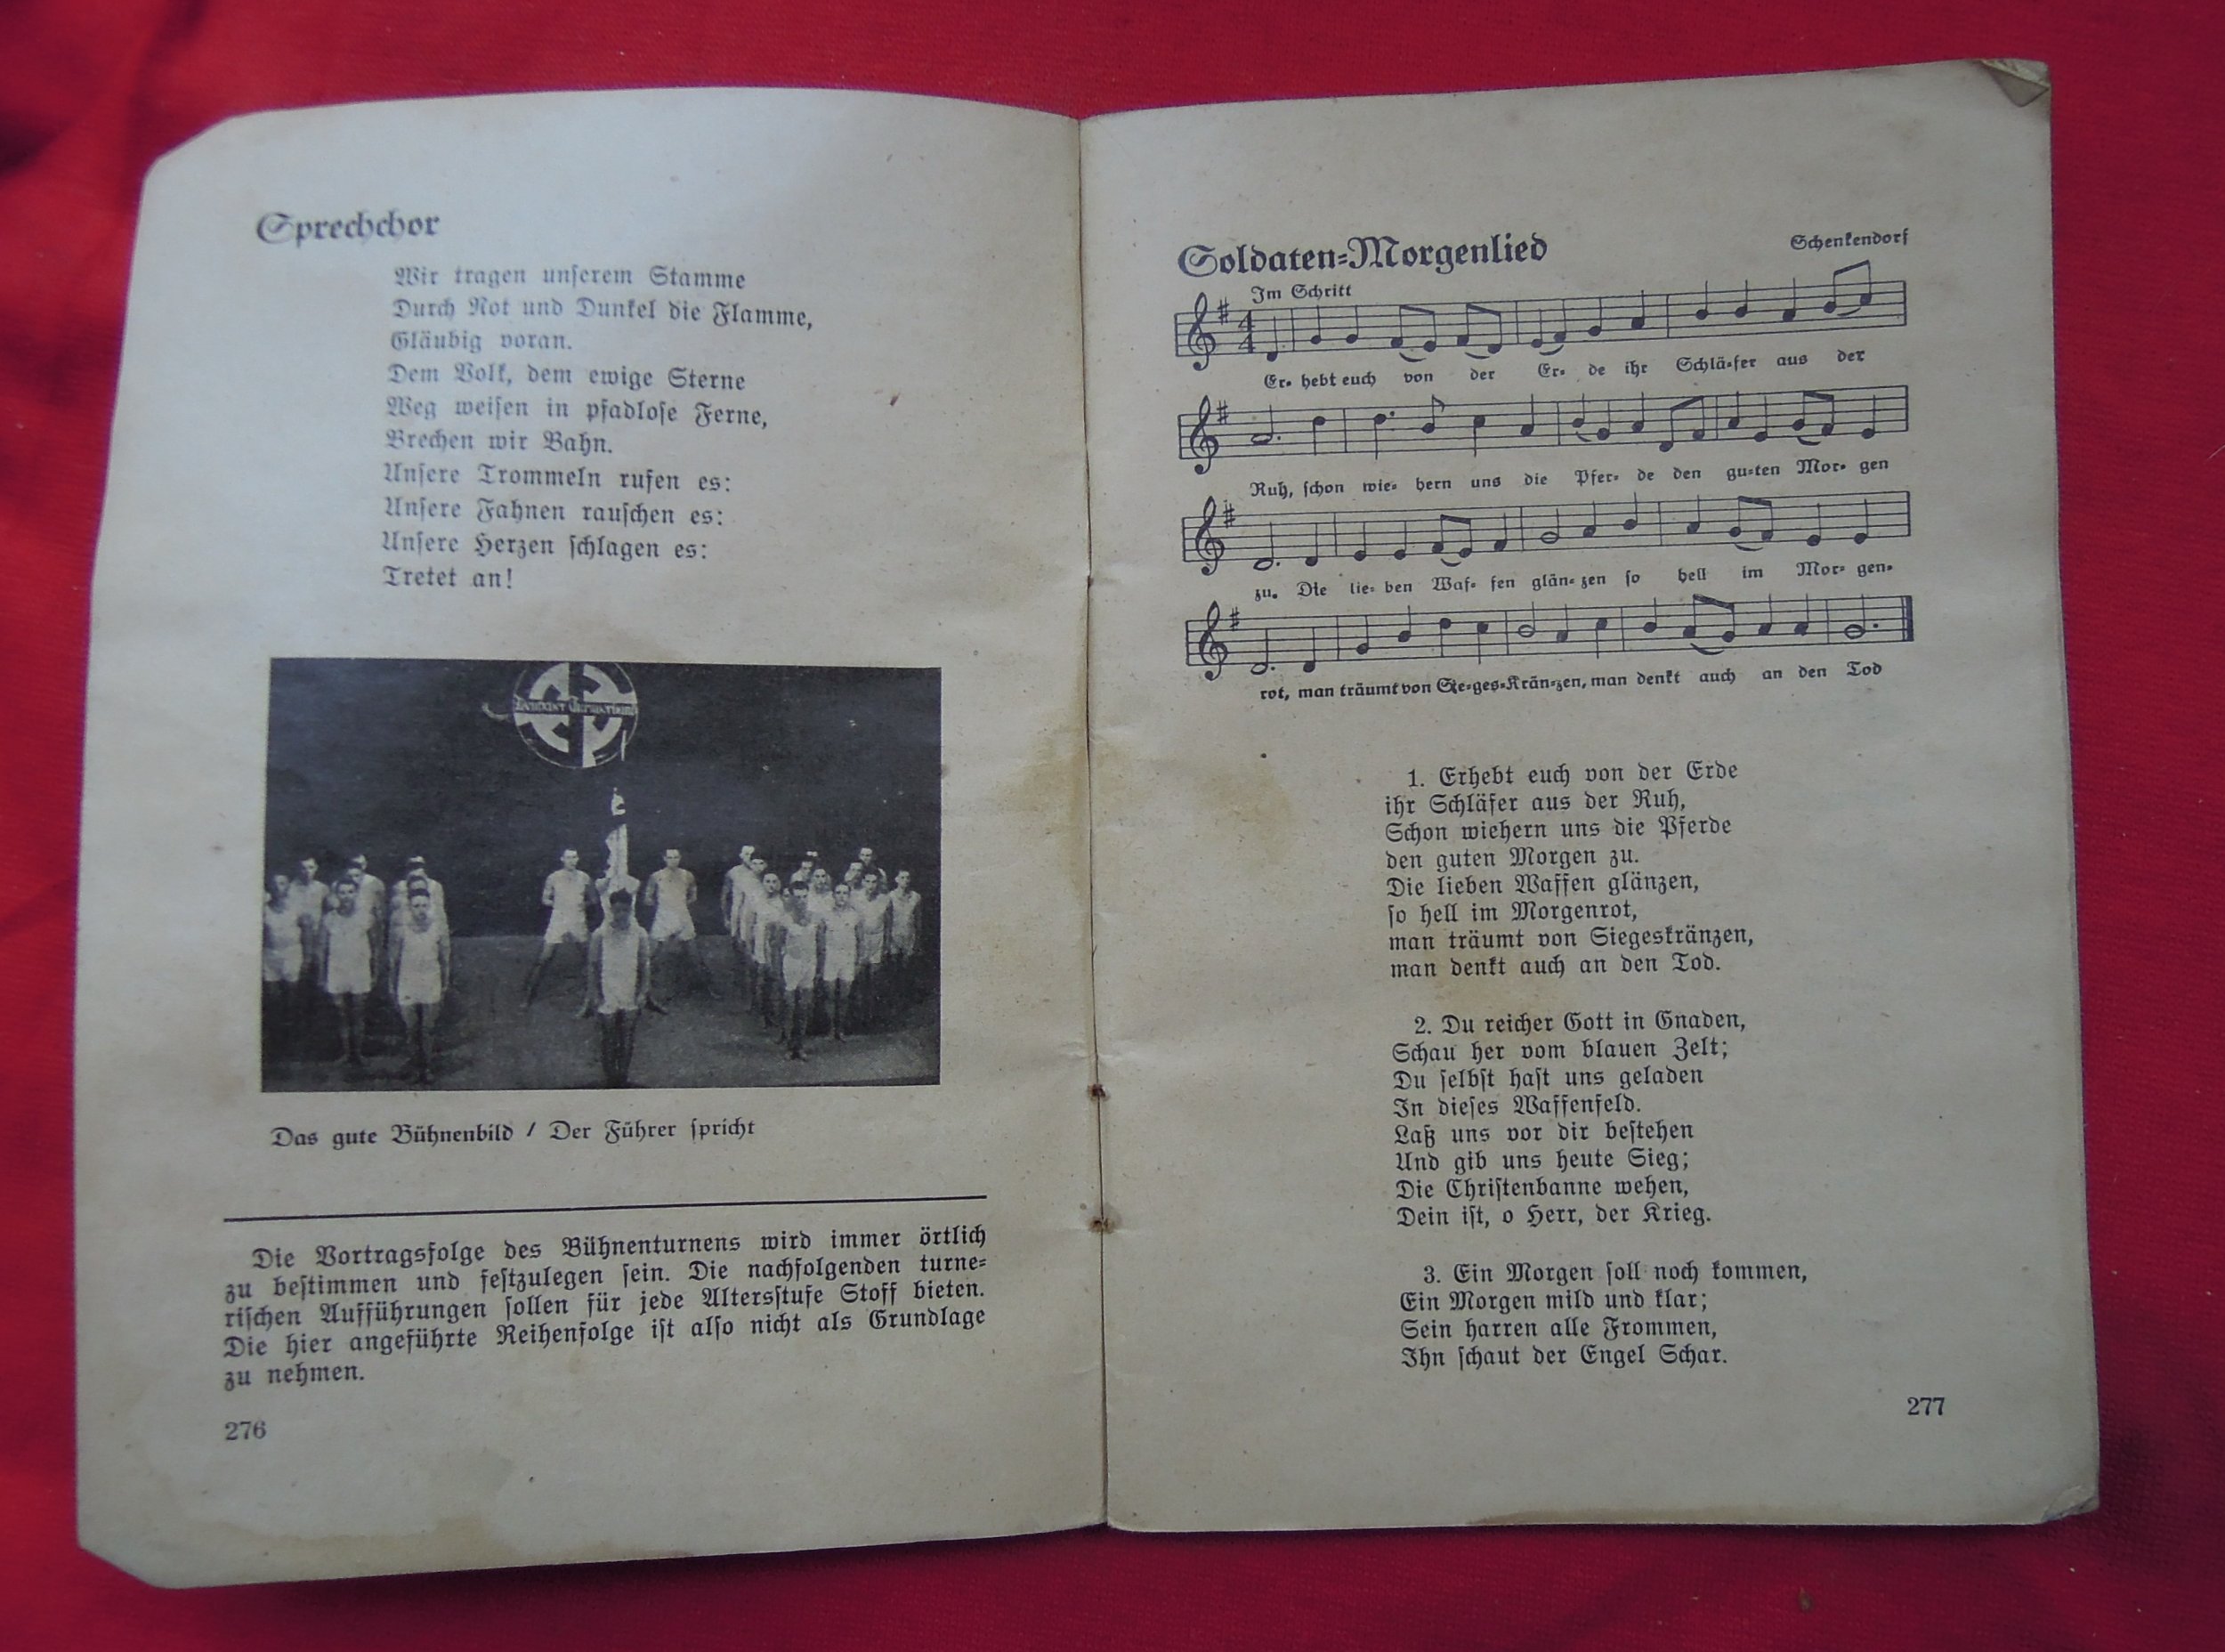 Sprechchor
Wir tragen unserem Stamme
Durch Not und Dunkel die Flamme,
Gläubig voran.
Dem Volk, dem ewige Sterne
Weg weisen in pfadlose Ferne,
Brechen wir Bahn.
Unsere Trommeln rufen es:
Unsere Fahnen rauschen es:
Unsere Herzen schlagen es:
Tretet an!
Das gute Bühnenbild / Der Führer spricht
Die Vortragsfolge des Bühnenturnens wird immer örtlich
zu bestimmen und festzulegen sein. Die nachfolgenden turne-
rischen Aufführungen sollen für jede Altersstufe Stoff bieten.
Die hier angeführte Reihenfolge ist also nicht als Grundlage
zu nehmen.
276
Soldaten-Morgenlied
Schenkendorf
Im Schritt
4
4
Er- hebt euch von der Er- de ihr Schlä-fer aus der
Ruh, schon wie- hern uns die Pfer- de den gu-ten Mor- gen
zu. Die lie- ben Waf- fen glän- zen so hell im Mor- gen-
rot, man träumt von Sie-ges-Krän-zen, man denkt auch an den Tod
1. Erhebt euch von der Erde
ihr Schläfer aus der Ruh,
Schon wiehern uns die Pferde
den guten Morgen zu.
Die lieben Waffen glänzen,
so hell im Morgenrot,
man träumt von Siegeskränzen,
man denkt auch an den Tod.
2. Du reicher Gott in Gnaden,
Schau her vom blauen Zelt;
Du selbst hast uns geladen
In dieses Waffenfeld.
Laß uns vor dir bestehen
Und gib uns heute Sieg;
Die Christenbanne wehen,
Dein ist, o Herr, der Krieg.
3. Ein Morgen soll noch kommen,
Ein Morgen mild und klar;
Sein harren alle Frommen,
Ihn schaut der Engel Schar.
277